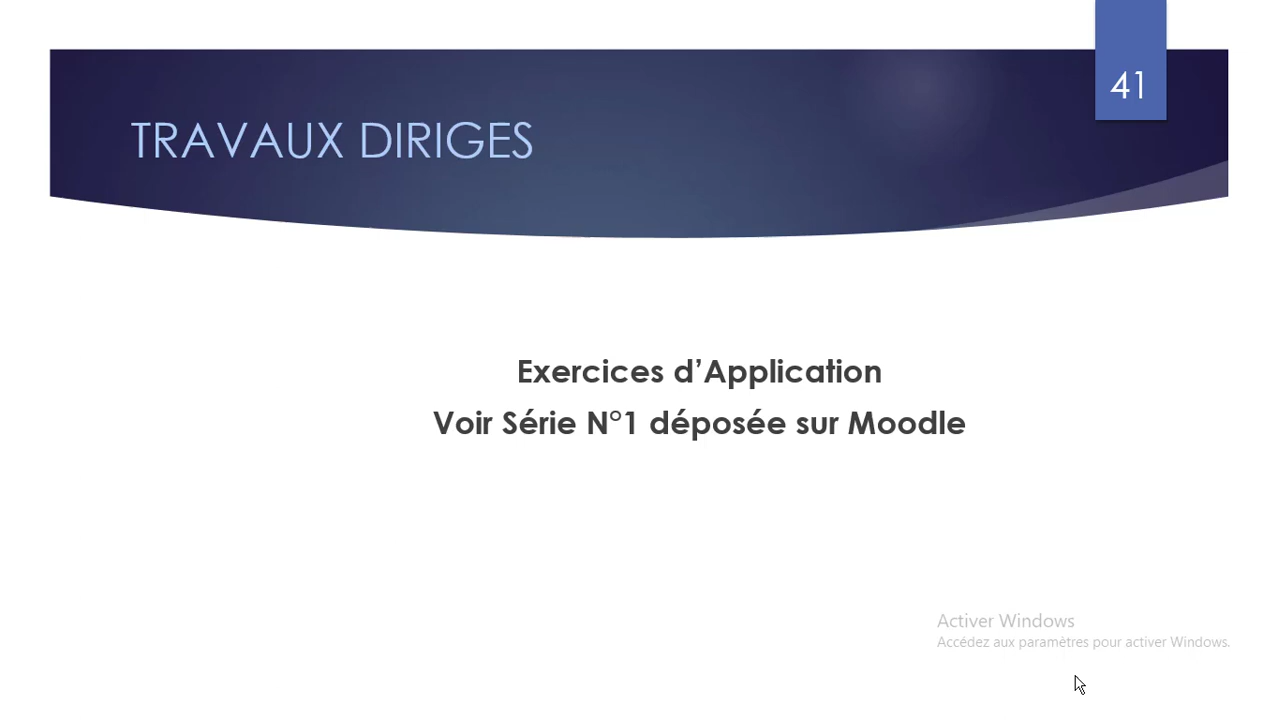 41
TRAVAUX DIRIGES
Exercices d’Application
Voir Série N°1 déposée sur Moodle
Activer Windows
Accédez aux paramètres pour activer Windows.